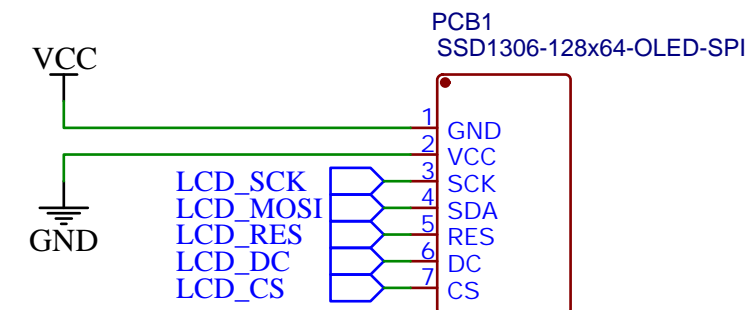 PCB1
SSD1306-128x64-OLED-SPI
VCC
1 GND
2 VCC
LCD_SCK 3 SCK
LCD_MOSI 4 SDA
GND
LCD_RES 5 RES
LCD_DC 6 DC
LCD_CS 7 CS